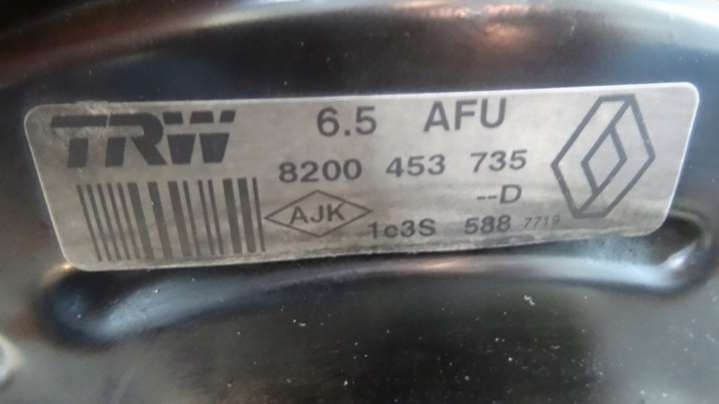 TRW 6.5 AFU
8200 453 735
--D
AJK 1c3S 588 7719